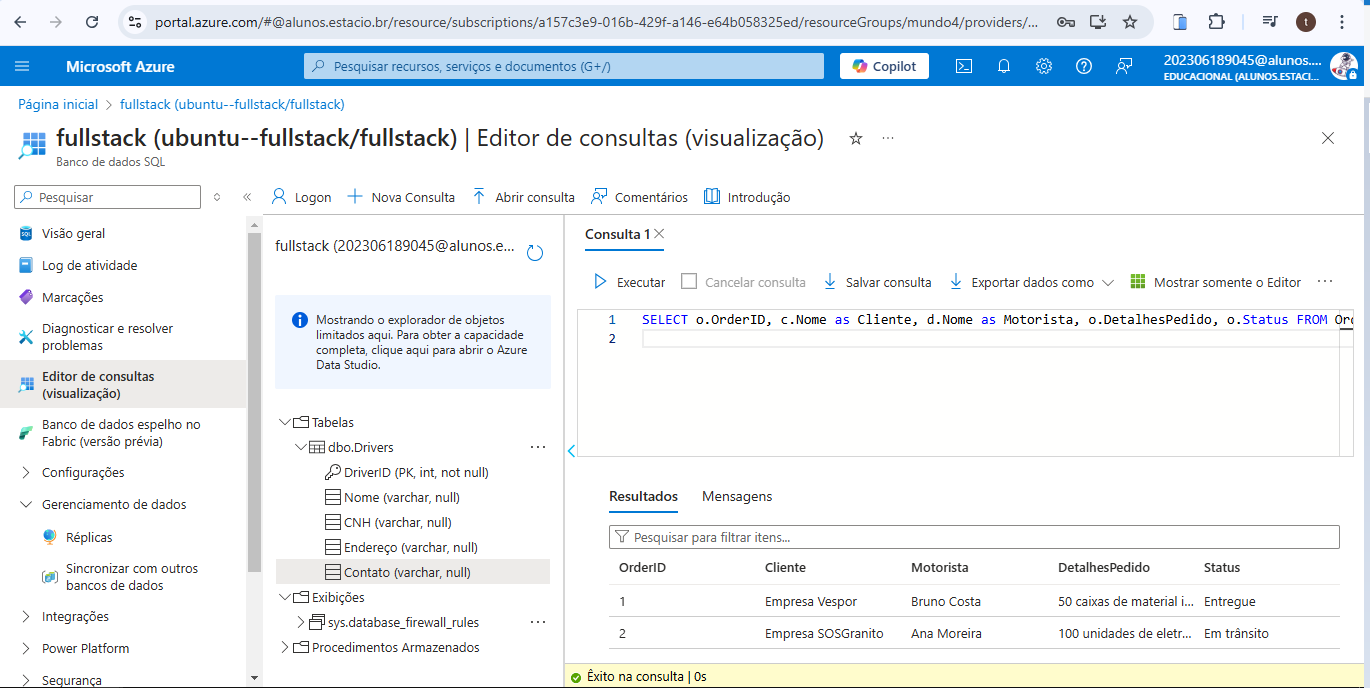 portal.azure.com/#@alunos.estacio.br/resource/subscriptions/a157c3e9-016b-429f-a146-e64b058325ed/resourceGroups/mundo4/providers/...
t
Microsoft Azure
Pesquisar recursos, serviços e documentos (G+/)
Copilot
202306189045@alunos....
EDUCACIONAL (ALUNOS.ESTACI...
Página inicial > fullstack (ubuntu--fullstack/fullstack)
fullstack (ubuntu--fullstack/fullstack) | Editor de consultas (visualização)
Banco de dados SQL
Pesquisar
Logon
Nova Consulta
Abrir consulta
Comentários
Introdução
Visão geral
Log de atividade
Marcações
Diagnosticar e resolver
problemas
Editor de consultas
(visualização)
Banco de dados espelho no
Fabric (versão prévia)
Configurações
Gerenciamento de dados
Réplicas
Sincronizar com outros
bancos de dados
Integrações
Power Platform
Segurança
fullstack (202306189045@alunos.e...
Mostrando o explorador de objetos
limitados aqui. Para obter a capacidade
completa, clique aqui para abrir o Azure
Data Studio.
Tabelas
dbo.Drivers
DriverID (PK, int, not null)
Nome (varchar, null)
CNH (varchar, null)
Endereço (varchar, null)
Contato (varchar, null)
Exibições
sys.database_firewall_rules
Procedimentos Armazenados
Consulta 1
Executar
Cancelar consulta
Salvar consulta
Exportar dados como
Mostrar somente o Editor
1 SELECT o.OrderID, c.Nome as Cliente, d.Nome as Motorista, o.DetalhesPedido, o.Status FROM Ord
2
Resultados
Mensagens
Pesquisar para filtrar itens...
OrderID Cliente Motorista DetalhesPedido Status
1 Empresa Vespor Bruno Costa 50 caixas de material i... Entregue
2 Empresa SOSGranito Ana Moreira 100 unidades de eletr... Em trânsito
Êxito na consulta | 0s